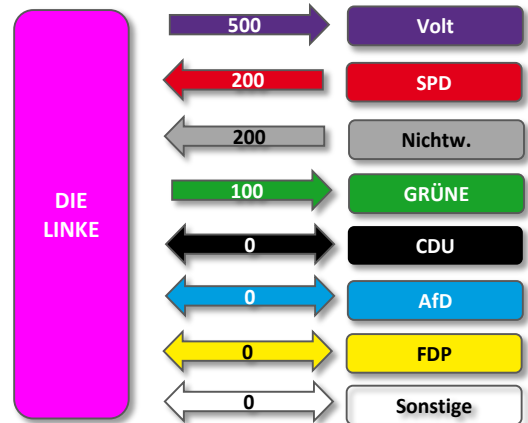 500 Volt
200 SPD
200 Nichtw.
100 GRÜNE
DIE
LINKE
0 CDU
0 AfD
0 FDP
0 Sonstige